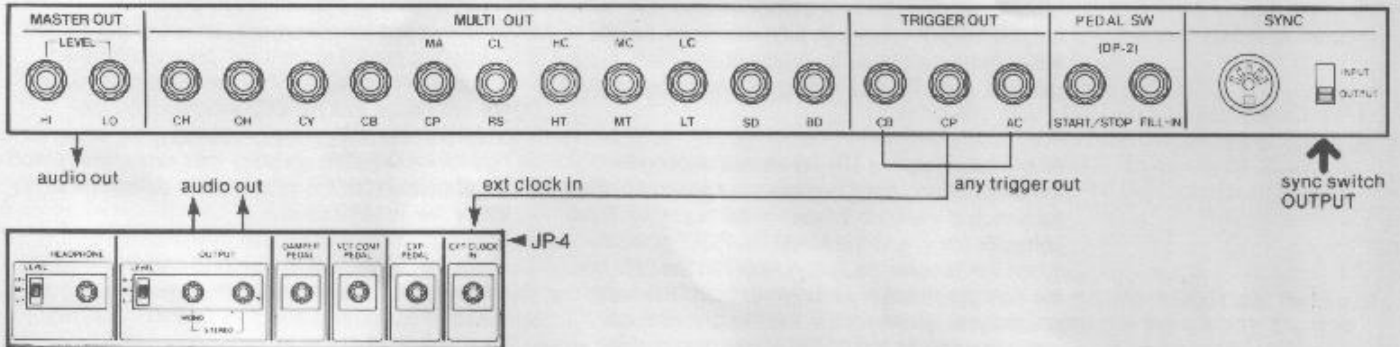 MASTER OUT MULTI OUT TRIGGER OUT PEDAL SW SYNC
LEVEL (DP-2)
MA CL HC MC LC
INPUT
OUTPUT
HI LO CH OH CY CB CP RS HT MT LT SD BD CB CP AC START/STOP FILL-IN
audio out audio out ext clock in any trigger out sync switch
OUTPUT
JP-4
HEADPHONE OUTPUT DAMPER
PEDAL VCF CONT
PEDAL EXP
PEDAL EXT CLOCK
IN
LEVEL LEVEL
MONO
STEREO